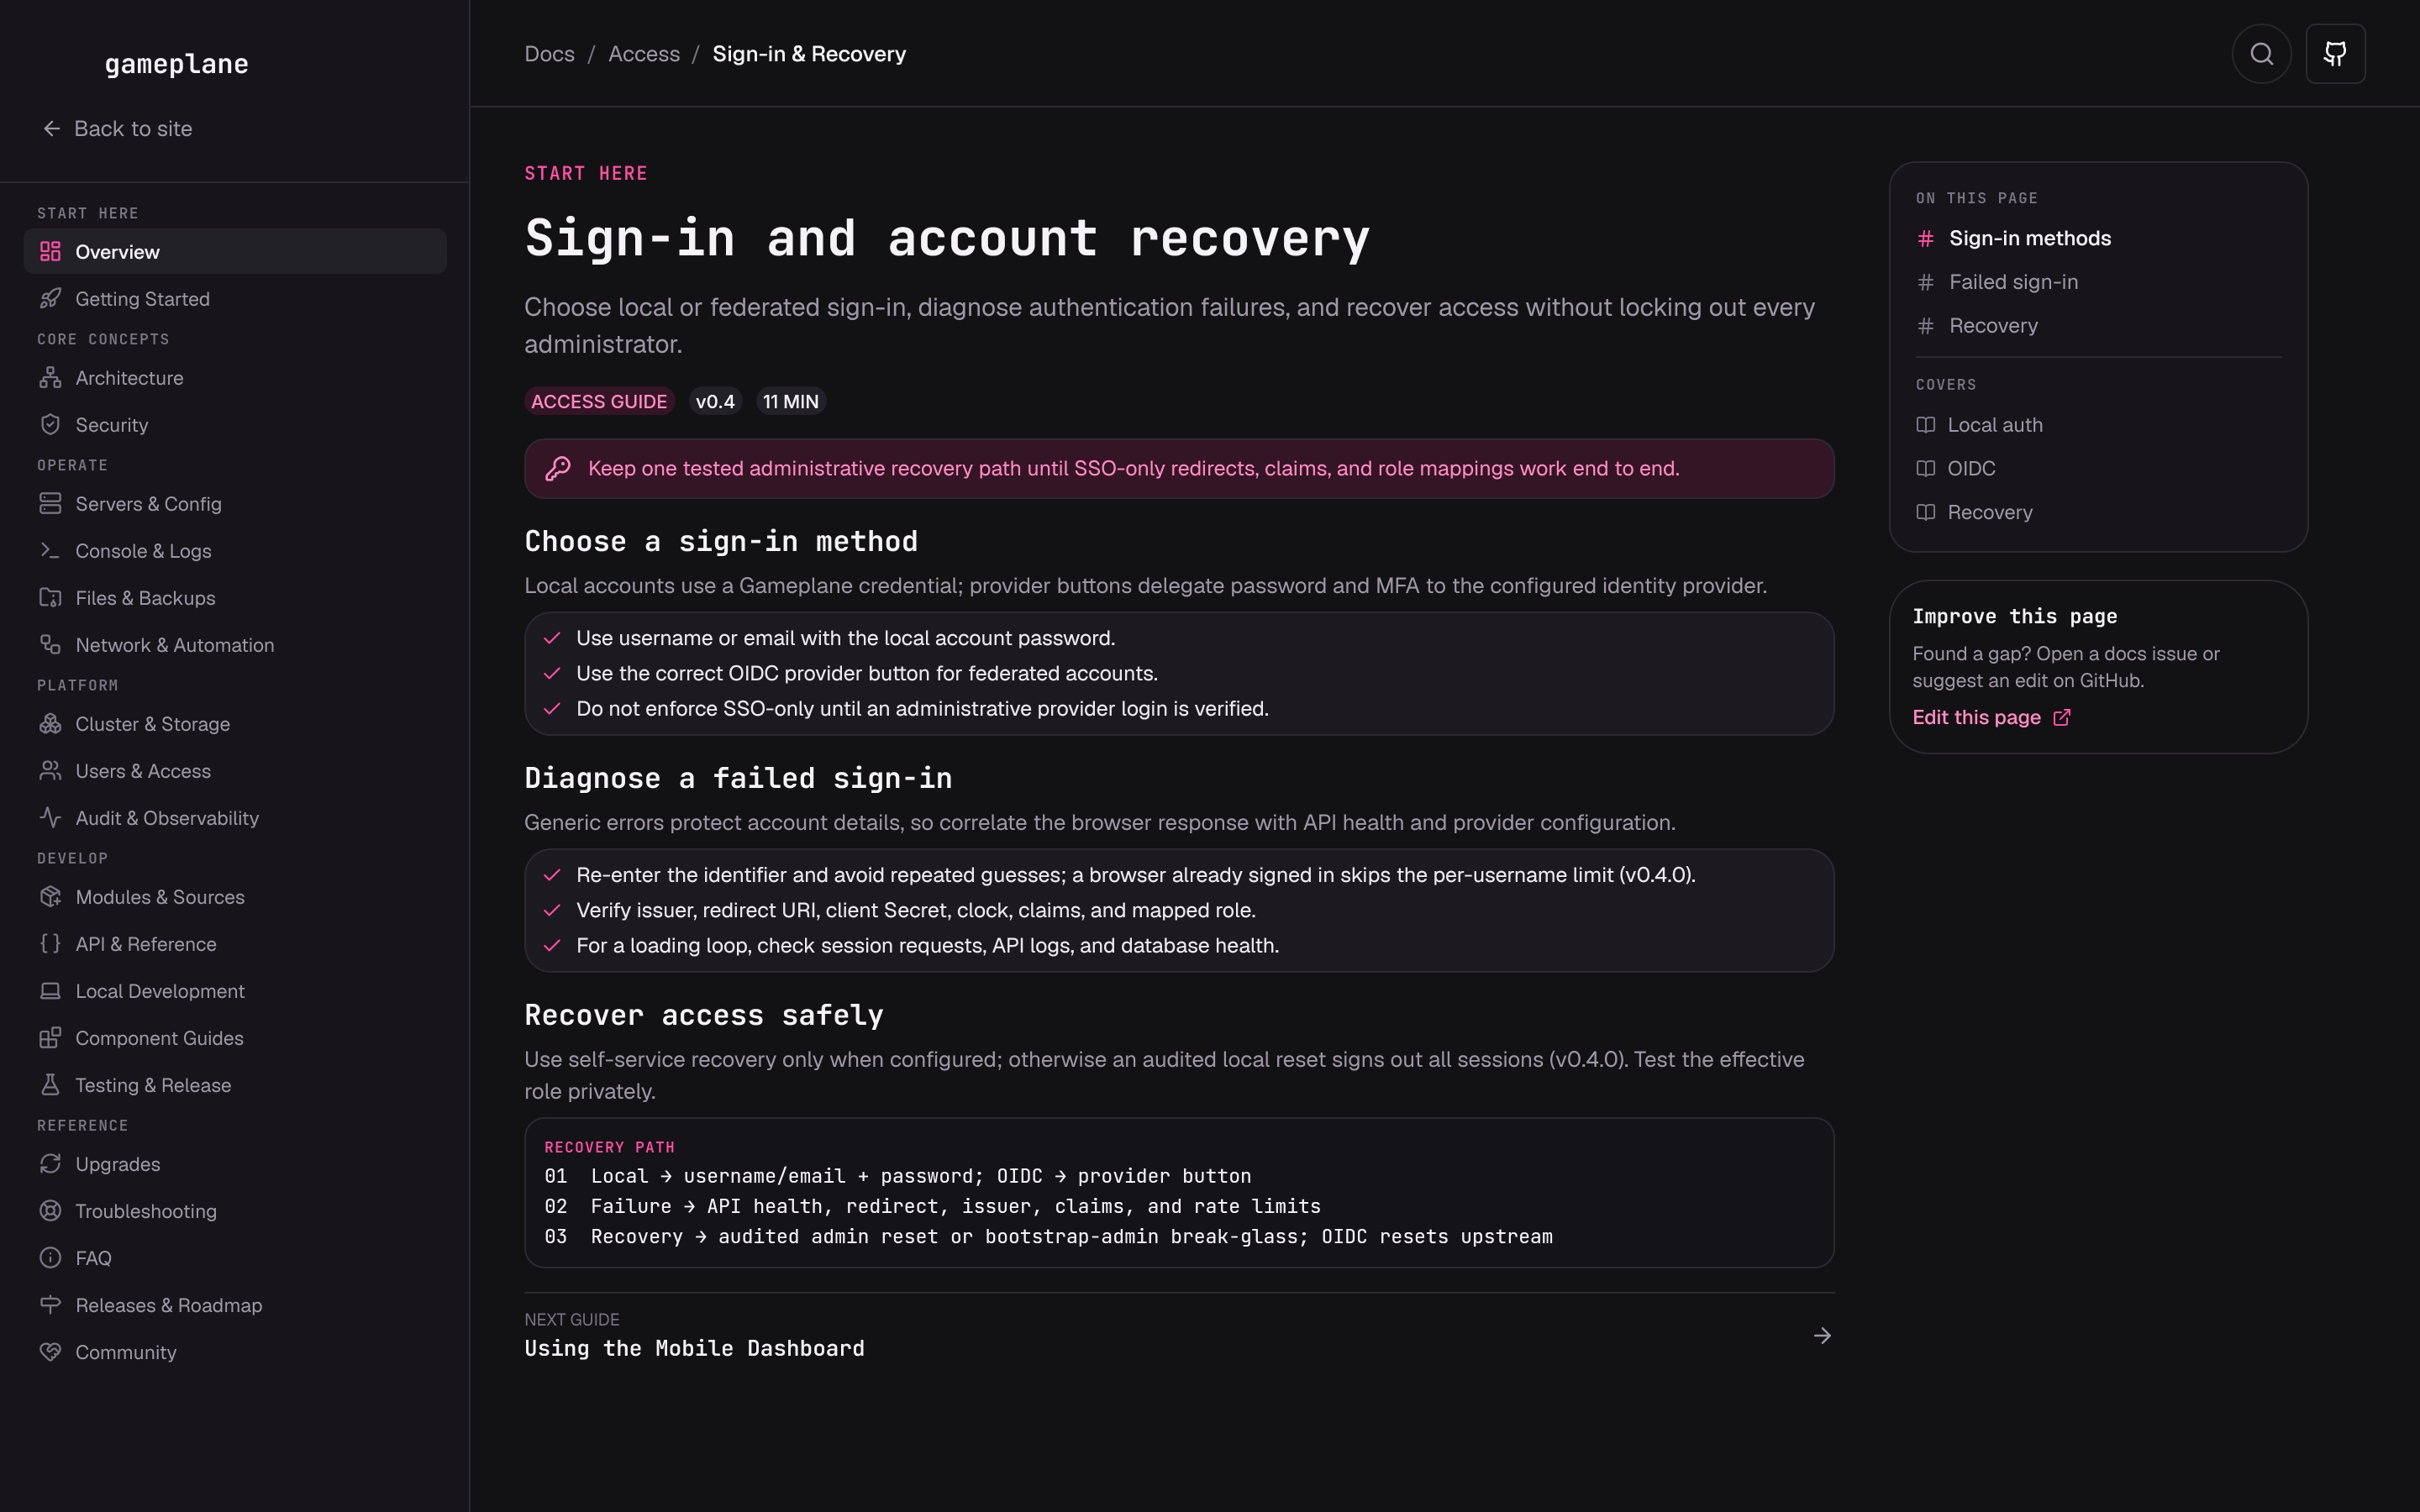 gameplane
Back to site
START HERE
Overview
Getting Started
CORE CONCEPTS
Architecture
Security
OPERATE
Servers & Config
Console & Logs
Files & Backups
Network & Automation
PLATFORM
Cluster & Storage
Users & Access
Audit & Observability
DEVELOP
Modules & Sources
API & Reference
Local Development
Component Guides
Testing & Release
REFERENCE
Upgrades
Troubleshooting
FAQ
Releases & Roadmap
Community
Docs / Access / Sign-in & Recovery
START HERE
Sign-in and account recovery
Choose local or federated sign-in, diagnose authentication failures, and recover access without locking out every
administrator.
ACCESS GUIDE v0.4 11 MIN
Keep one tested administrative recovery path until SSO-only redirects, claims, and role mappings work end to end.
Choose a sign-in method
Local accounts use a Gameplane credential; provider buttons delegate password and MFA to the configured identity provider.
Use username or email with the local account password.
Use the correct OIDC provider button for federated accounts.
Do not enforce SSO-only until an administrative provider login is verified.
Diagnose a failed sign-in
Generic errors protect account details, so correlate the browser response with API health and provider configuration.
Re-enter the identifier and avoid repeated guesses; a browser already signed in skips the per-username limit (v0.4.0).
Verify issuer, redirect URI, client Secret, clock, claims, and mapped role.
For a loading loop, check session requests, API logs, and database health.
Recover access safely
Use self-service recovery only when configured; otherwise an audited local reset signs out all sessions (v0.4.0). Test the effective
role privately.
RECOVERY PATH
01 Local → username/email + password; OIDC → provider button
02 Failure → API health, redirect, issuer, claims, and rate limits
03 Recovery → audited admin reset or bootstrap-admin break-glass; OIDC resets upstream
NEXT GUIDE
Using the Mobile Dashboard
ON THIS PAGE
# Sign-in methods
# Failed sign-in
# Recovery
COVERS
Local auth
OIDC
Recovery
Improve this page
Found a gap? Open a docs issue or
suggest an edit on GitHub.
Edit this page